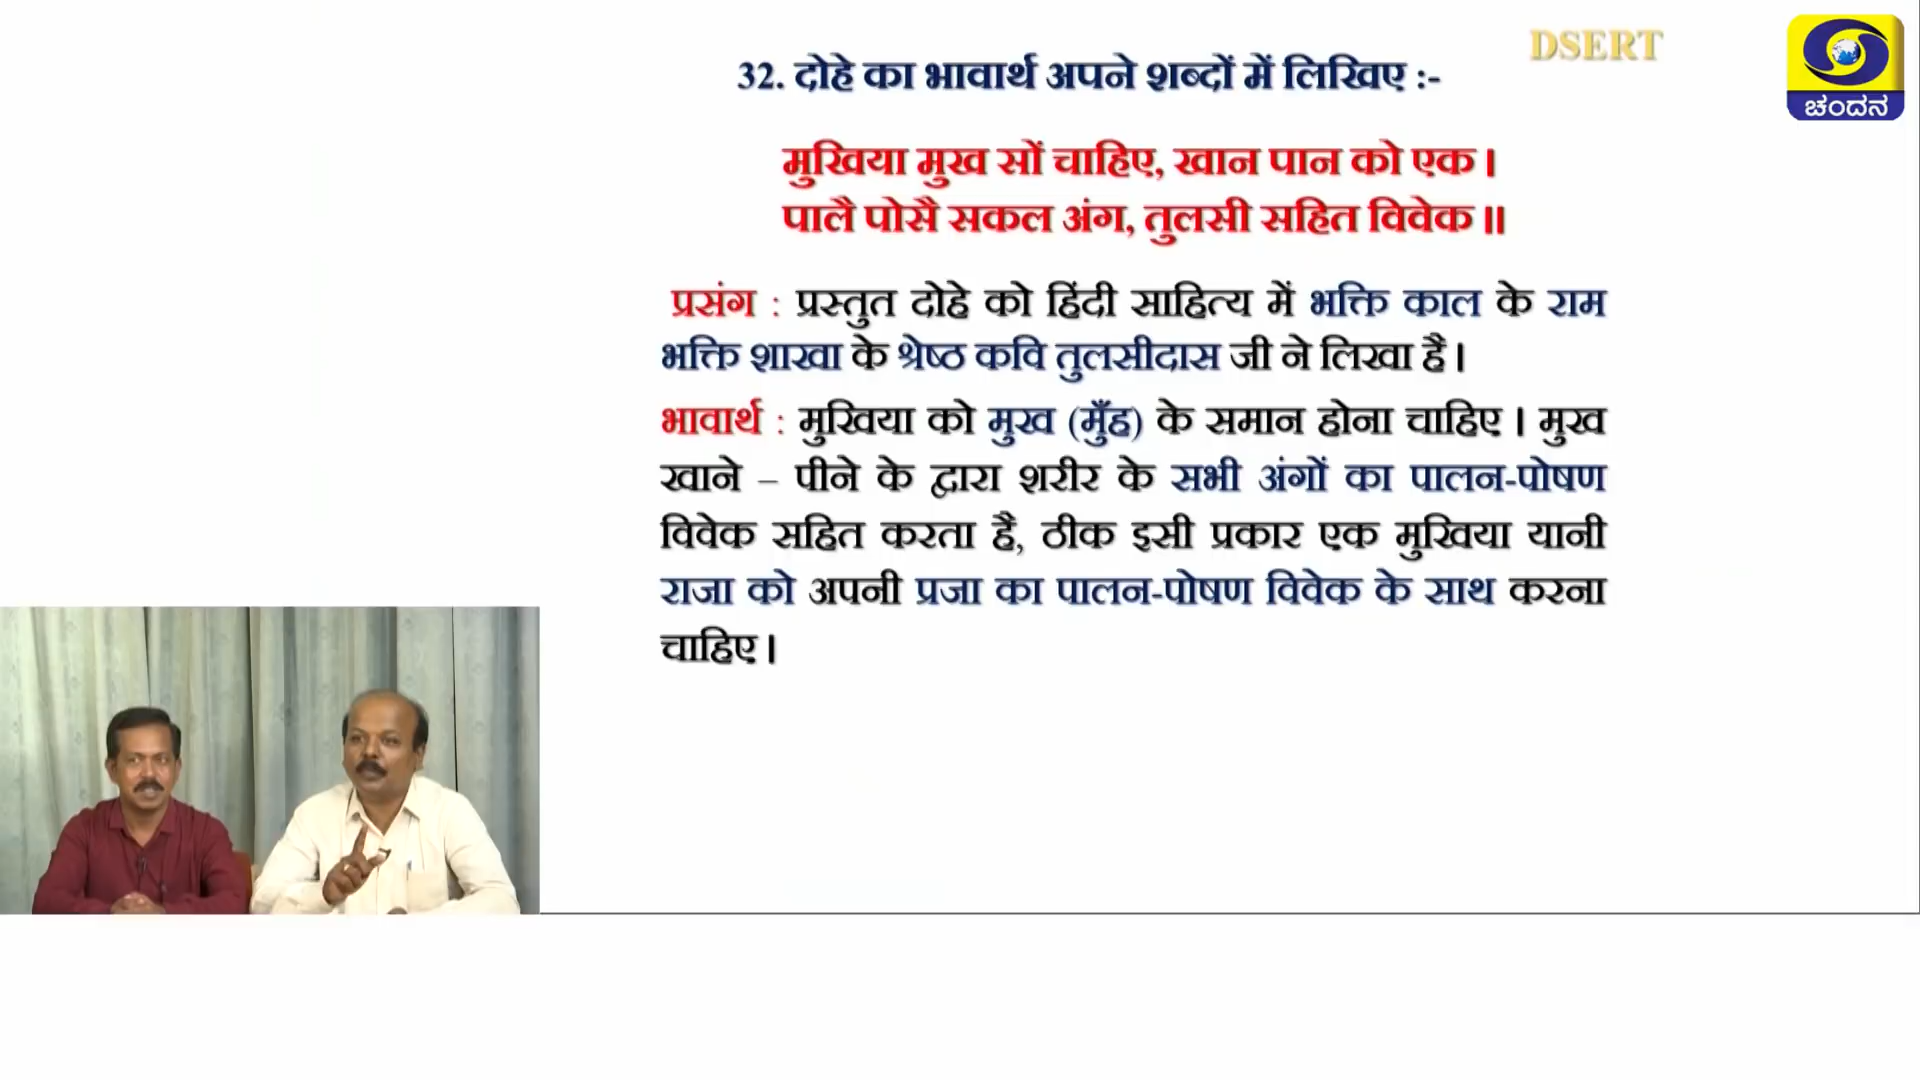 DSERT
ಚಂದನ
32. दोहे का भावार्थ अपने शब्दों में लिखिए :-
मुखिया मुख सों चाहिए, खान पान को एक ।
पालै पोसै सकल अंग, तुलसी सहित विवेक ॥
प्रसंग : प्रस्तुत दोहे को हिंदी साहित्य में भक्ति काल के राम
भक्ति शाखा के श्रेष्ठ कवि तुलसीदास जी ने लिखा है ।
भावार्थ : मुखिया को मुख (मुँह) के समान होना चाहिए । मुख
खाने – पीने के द्वारा शरीर के सभी अंगों का पालन-पोषण
विवेक सहित करता है, ठीक इसी प्रकार एक मुखिया यानी
राजा को अपनी प्रजा का पालन-पोषण विवेक के साथ करना
चाहिए ।